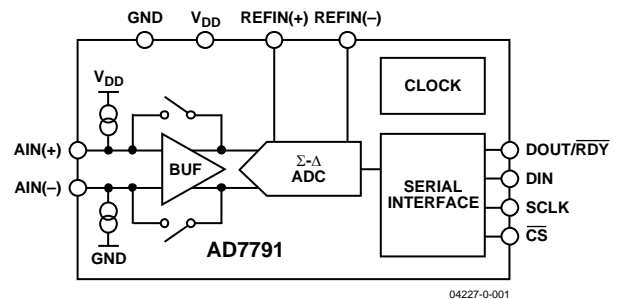 GND VDD REFIN(+) REFIN(–)
VDD
CLOCK
AIN(+)
BUF
Σ-Δ
ADC
AIN(–)
SERIAL
INTERFACE
DOUT/RDY
DIN
SCLK
CS
GND
AD7791
04227-0-001